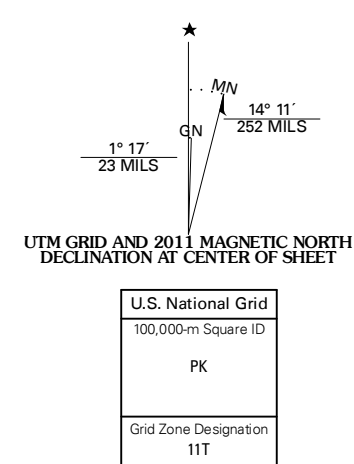 ★
MN
GN
14° 11´
252 MILS
1° 17´
23 MILS
UTM GRID AND 2011 MAGNETIC NORTH
DECLINATION AT CENTER OF SHEET
U.S. National Grid
100,000-m Square ID
PK
Grid Zone Designation
11T